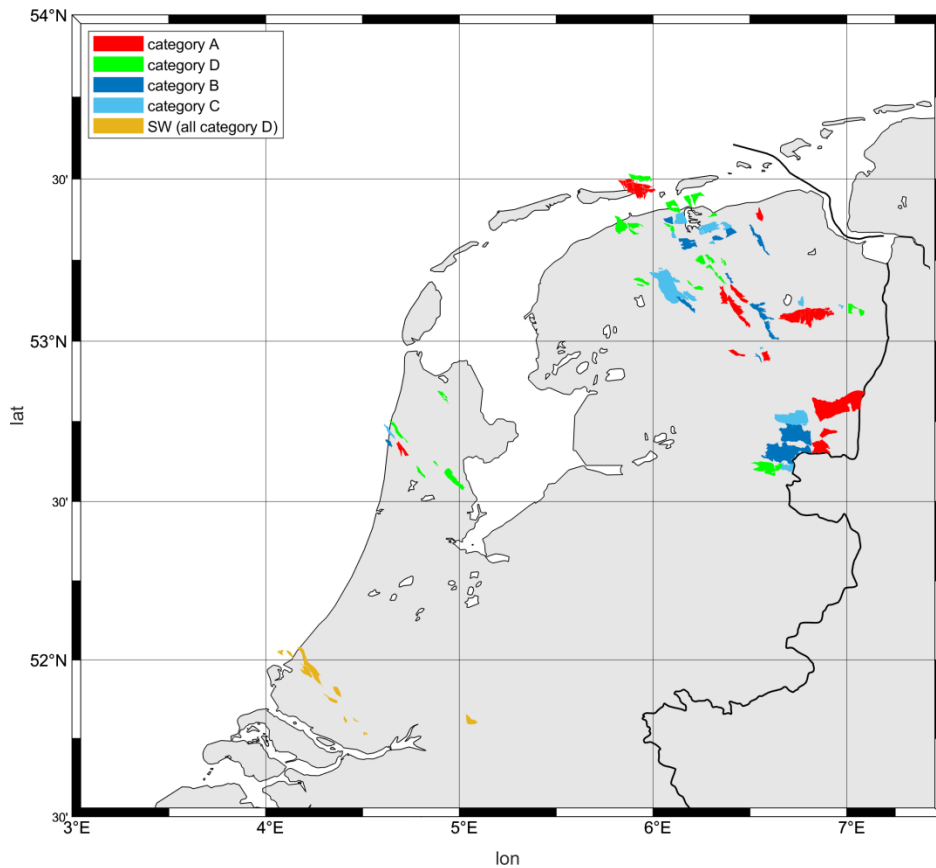 54°N
category A
category D
category B
category C
SW (all category D)
30'
53°N
lat
30'
52°N
30'
3°E
4°E
5°E
6°E
7°E
lon